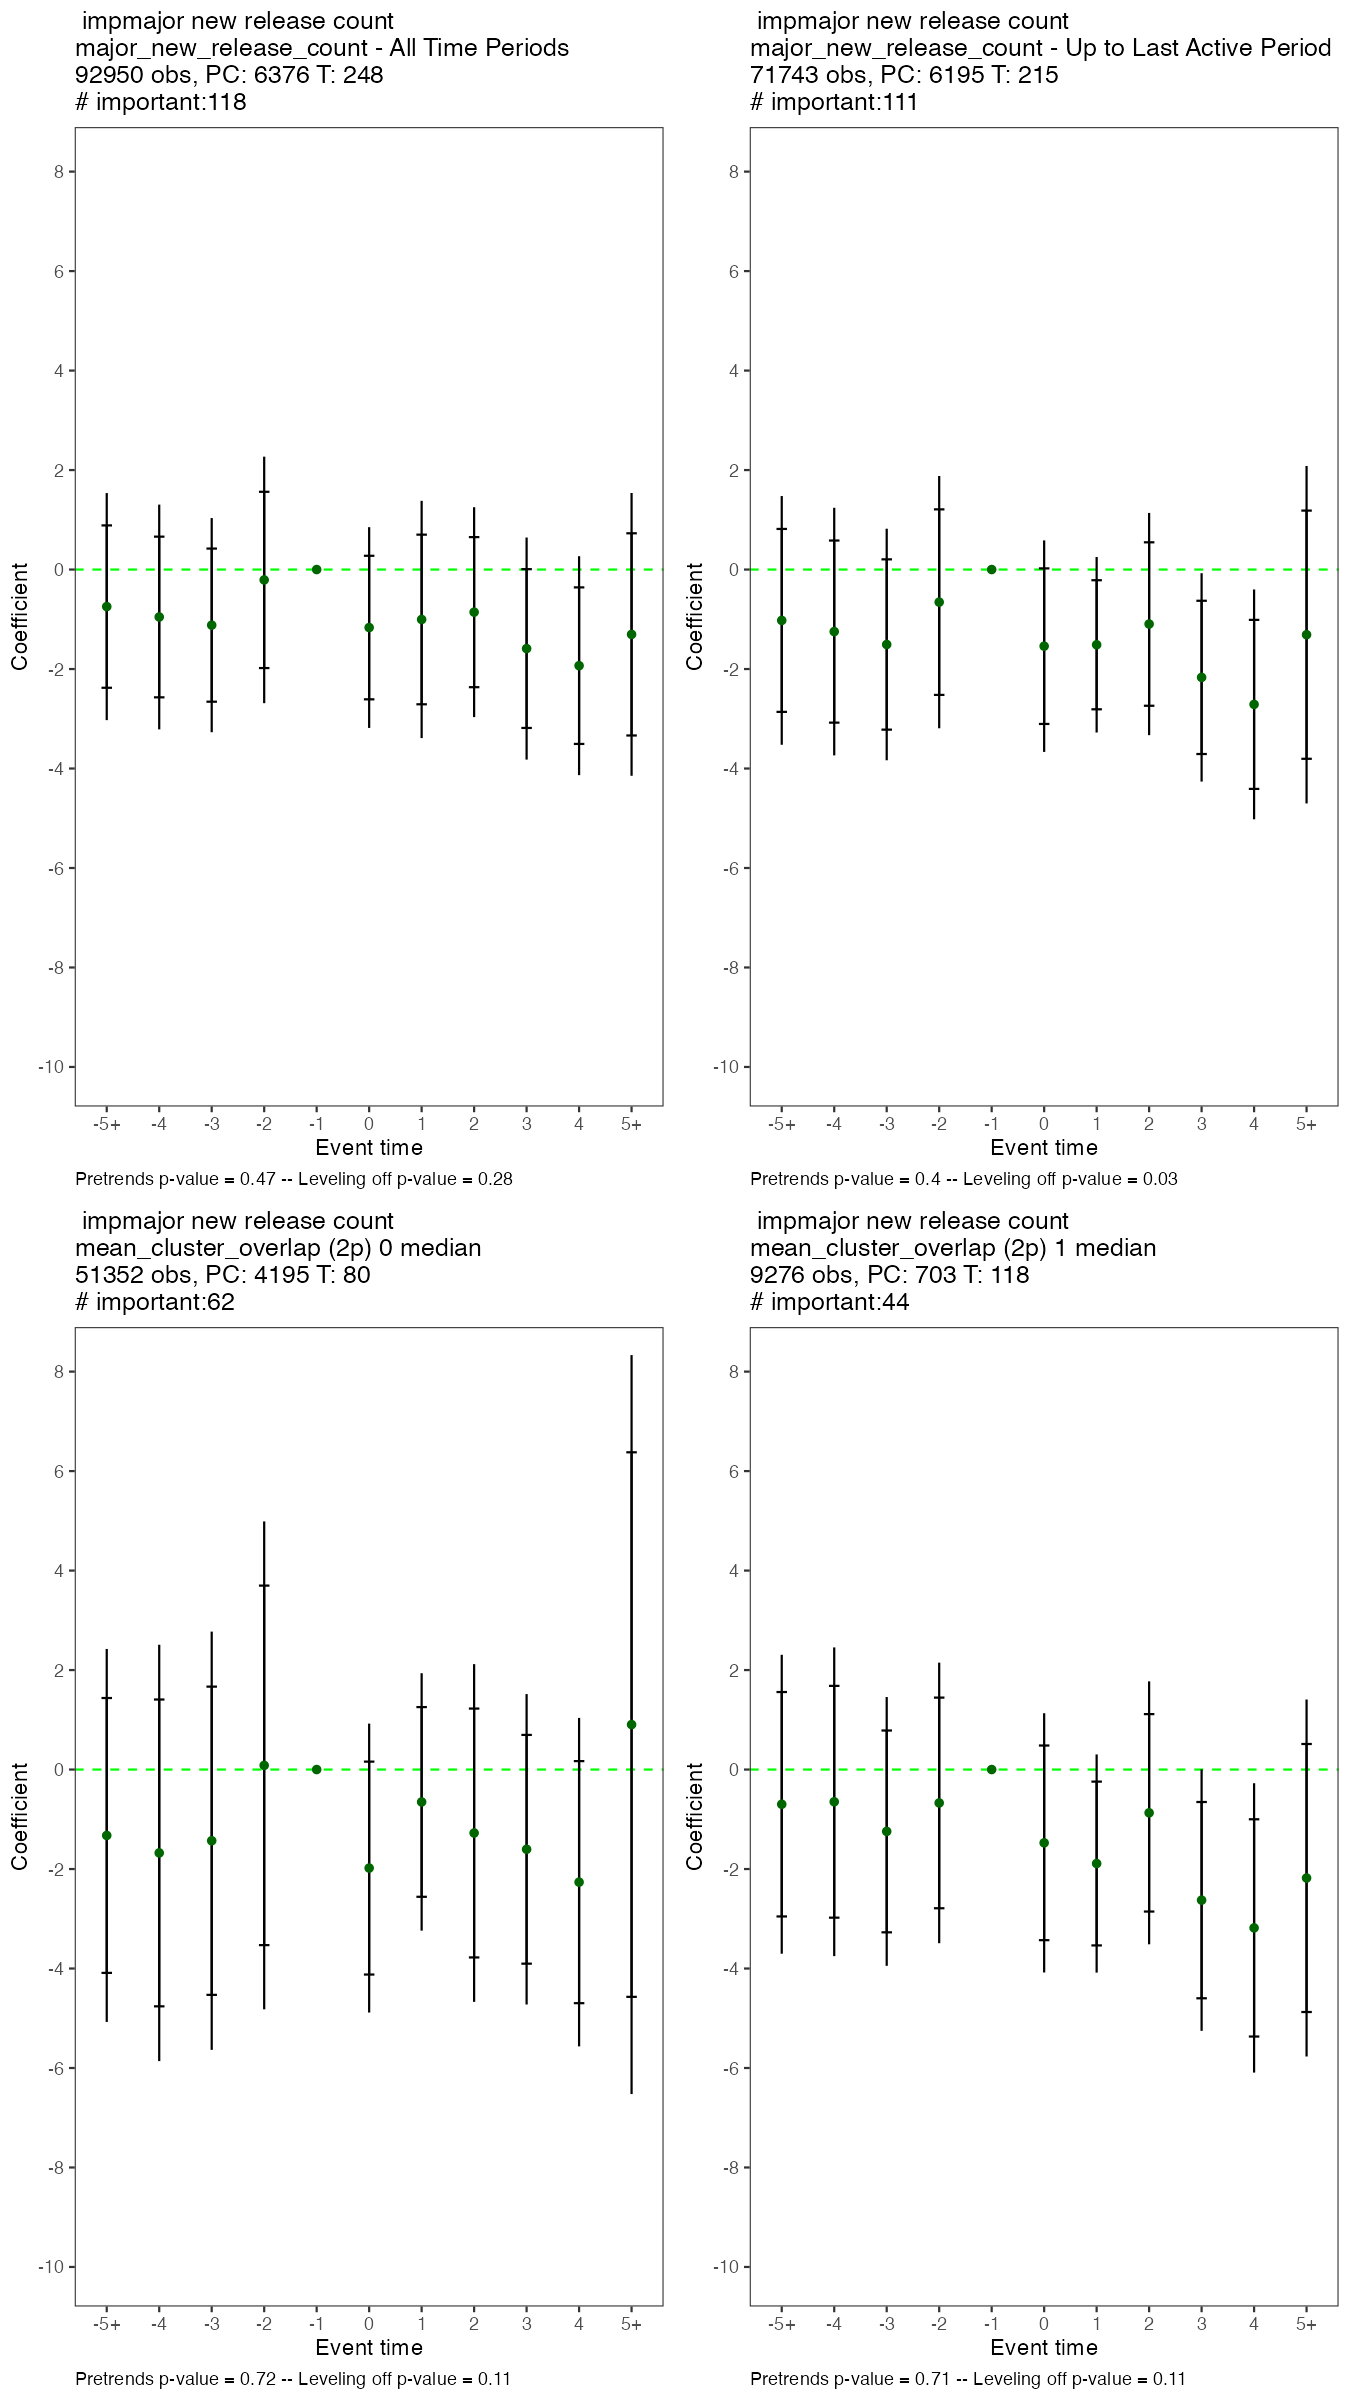 impmajor new release count
major_new_release_count - All Time Periods
92950 obs, PC: 6376 T: 248
# important:118
8
6
4
2
0
-2
-4
-6
-8
-10
Coefficient
-5+ -4 -3 -2 -1 0 1 2 3 4 5+
Event time
Pretrends p-value = 0.47 -- Leveling off p-value = 0.28
impmajor new release count
major_new_release_count - Up to Last Active Period
71743 obs, PC: 6195 T: 215
# important:111
8
6
4
2
0
-2
-4
-6
-8
-10
Coefficient
-5+ -4 -3 -2 -1 0 1 2 3 4 5+
Event time
Pretrends p-value = 0.4 -- Leveling off p-value = 0.03
impmajor new release count
mean_cluster_overlap (2p) 0 median
51352 obs, PC: 4195 T: 80
# important:62
8
6
4
2
0
-2
-4
-6
-8
-10
Coefficient
-5+ -4 -3 -2 -1 0 1 2 3 4 5+
Event time
Pretrends p-value = 0.72 -- Leveling off p-value = 0.11
impmajor new release count
mean_cluster_overlap (2p) 1 median
9276 obs, PC: 703 T: 118
# important:44
8
6
4
2
0
-2
-4
-6
-8
-10
Coefficient
-5+ -4 -3 -2 -1 0 1 2 3 4 5+
Event time
Pretrends p-value = 0.71 -- Leveling off p-value = 0.11